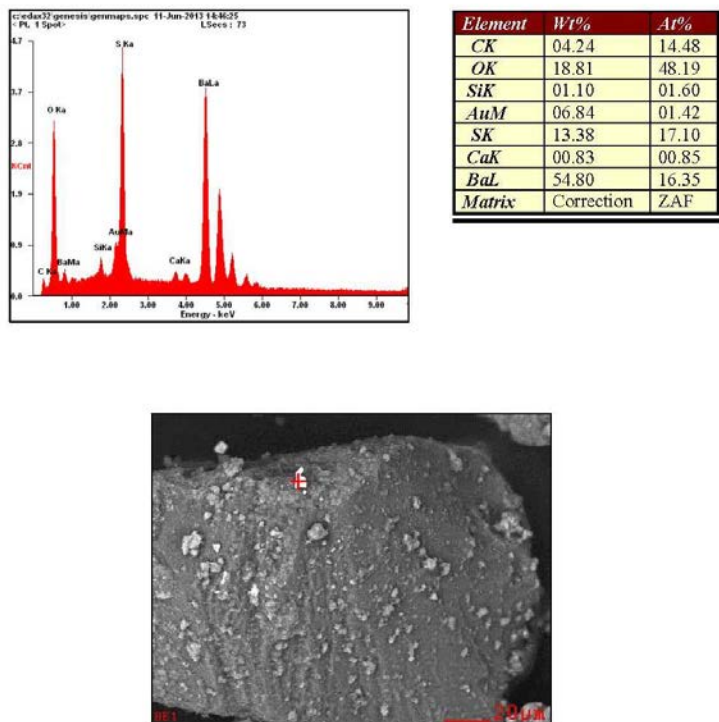 c:\edax32\genesis\genmaps.spc 11-Jun-2013 14:46:25
<Pt. 1 Spot> LSecs : 73
4.7
3.7
2.8
KCnt
1.9
0.9
0.0
S Ka
BaLa
O Ka
AuMa
SiKa
C Ka
BaMa
CaKa
1.00 2.00 3.00 4.00 5.00 6.00 7.00 8.00 9.00
Energy - keV
Element Wt% At%
CK 04.24 14.48
OK 18.81 48.19
SiK 01.10 01.60
AuM 06.84 01.42
SK 13.38 17.10
CaK 00.83 00.85
BaL 54.80 16.35
Matrix Correction ZAF
BE1
20µm